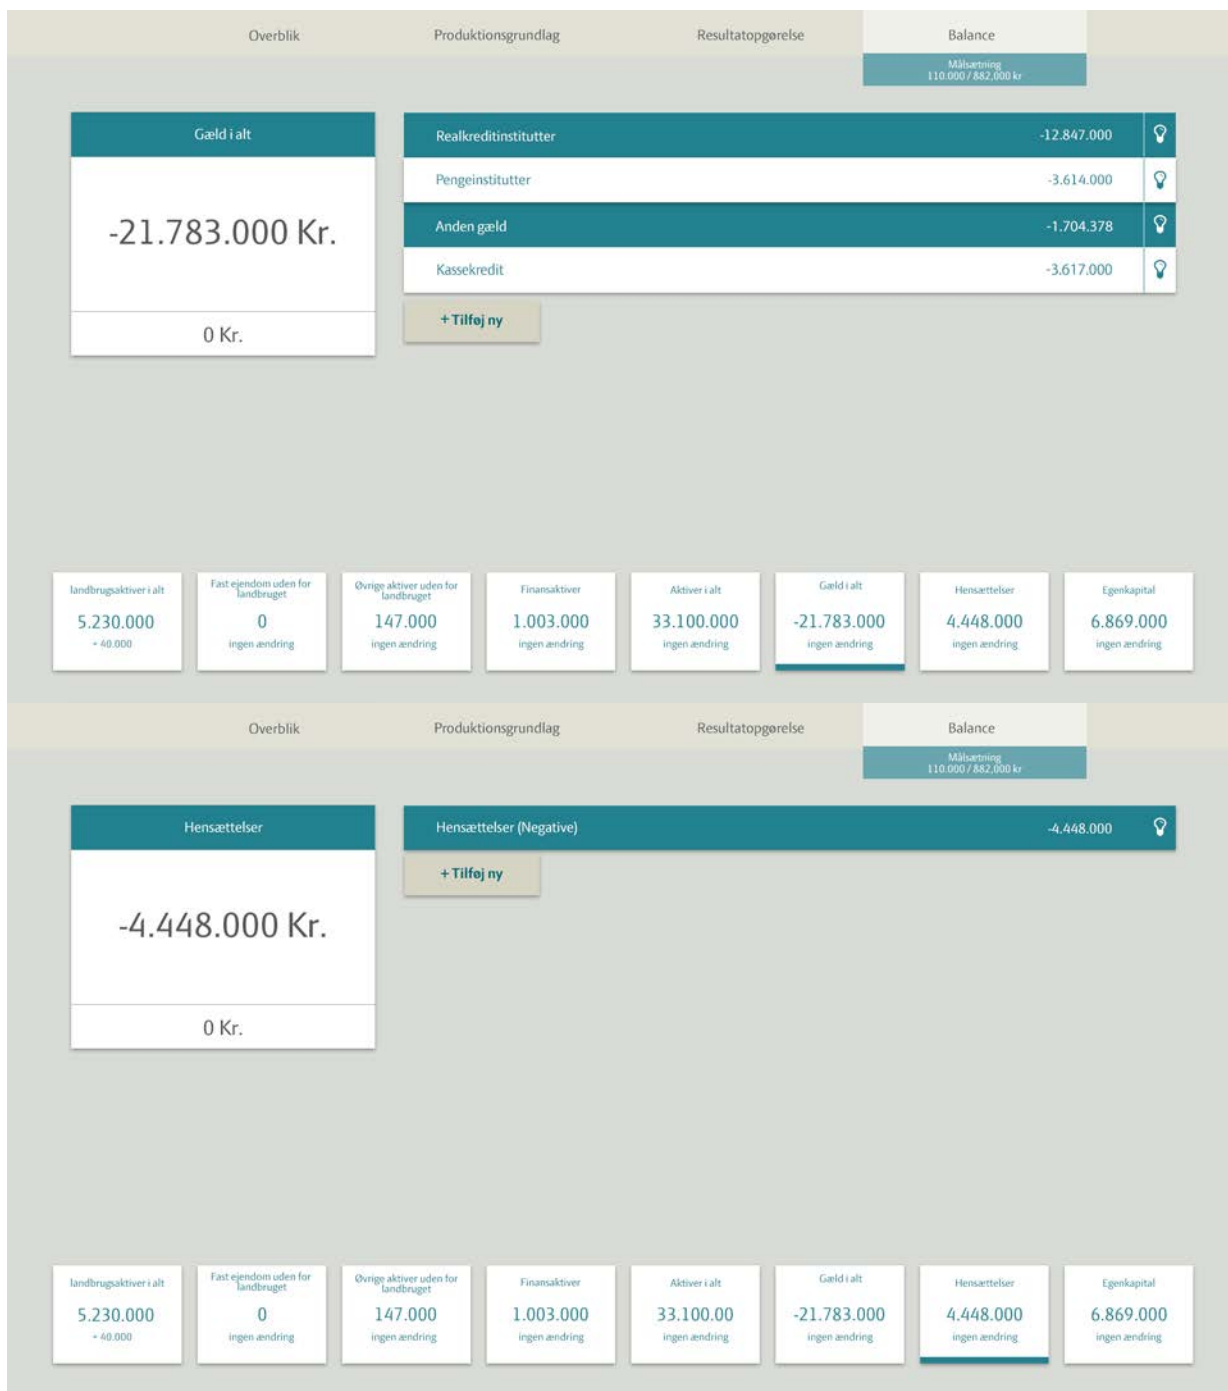 Overblik
Produktionsgrundlag
Resultatopgørelse
Balance
Målsætning
110.000 / 882,000 kr
Gæld i alt
-21.783.000 Kr.
0 Kr.
Realkreditinstitutter -12.847.000
Pengeinstitutter -3.614.000
Anden gæld -1.704.378
Kassekredit -3.617.000
+ Tilføj ny
landbrugsaktiver i alt
5.230.000
+ 40.000
Fast ejendom uden for
landbruget
0
ingen ændring
Øvrige aktiver uden for
landbruget
147.000
ingen ændring
Finansaktiver
1.003.000
ingen ændring
Aktiver i alt
33.100.000
ingen ændring
Gæld i alt
-21.783.000
ingen ændring
Hensættelser
4.448.000
ingen ændring
Egenkapital
6.869.000
ingen ændring
Overblik
Produktionsgrundlag
Resultatopgørelse
Balance
Målsætning
110.000 / 882,000 kr
Hensættelser
-4.448.000 Kr.
0 Kr.
Hensættelser (Negative) -4.448.000
+ Tilføj ny
landbrugsaktiver i alt
5.230.000
+ 40.000
Fast ejendom uden for
landbruget
0
ingen ændring
Øvrige aktiver uden for
landbruget
147.000
ingen ændring
Finansaktiver
1.003.000
ingen ændring
Aktiver i alt
33.100.00
ingen ændring
Gæld i alt
-21.783.000
ingen ændring
Hensættelser
4.448.000
ingen ændring
Egenkapital
6.869.000
ingen ændring